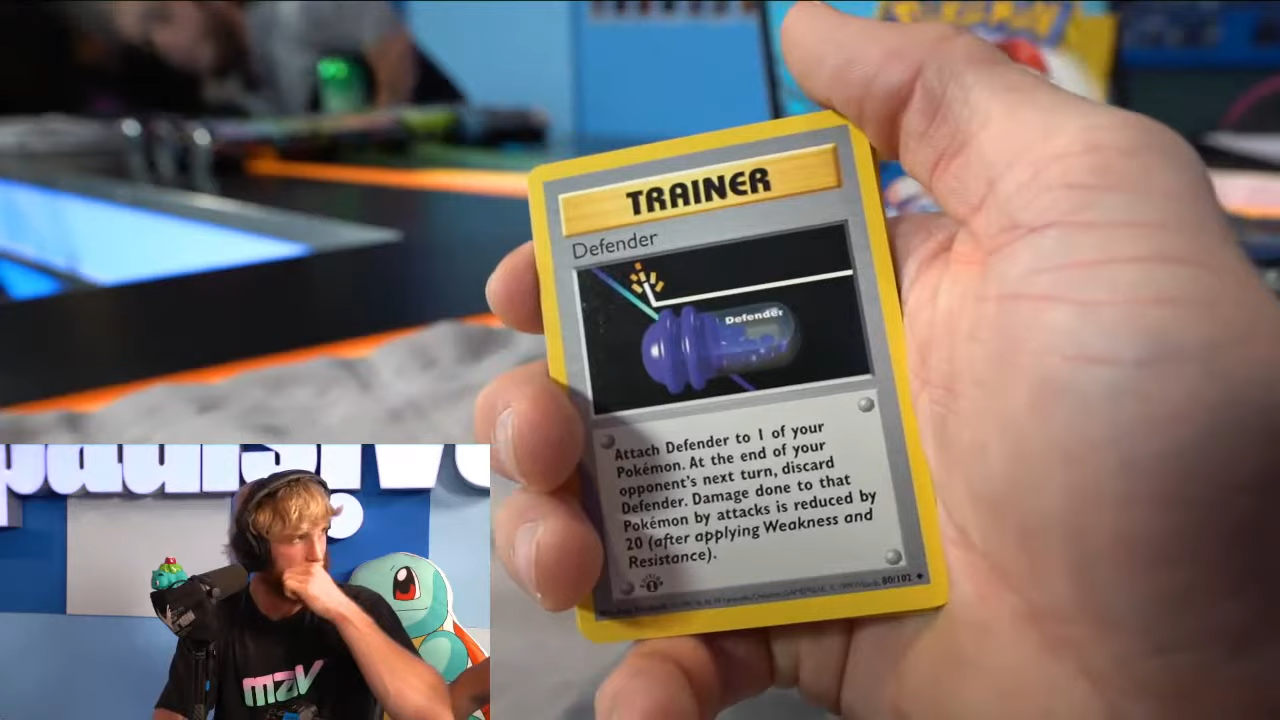 TRAINER
Defender
Defender
Attach Defender to 1 of your
Pokémon. At the end of your
opponent's next turn, discard
Defender. Damage done to that
Pokémon by attacks is reduced by
20 (after applying Weakness and
Resistance).
1
80/102
paulsive
mav